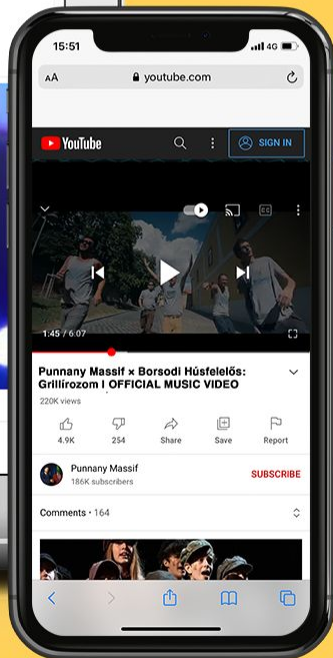 15:51
4G
AA
youtube.com
YouTube
SIGN IN
CC
1:45 / 6:07
Punnany Massif × Borsodi Húsfelelős:
Grillírozom I OFFICIAL MUSIC VIDEO
220K views
4.9K
254
Share
Save
Report
Punnany Massif
186K subscribers
SUBSCRIBE
Comments • 164